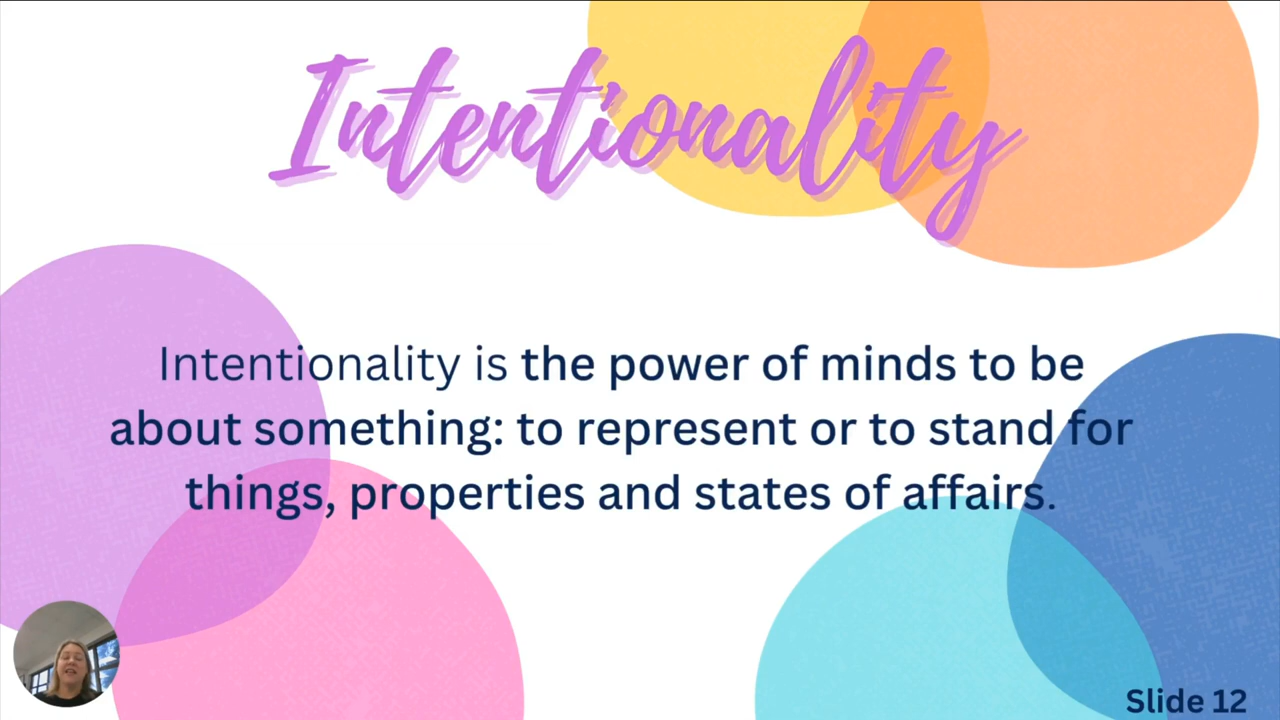 Intentionality
Intentionality is the power of minds to be
about something: to represent or to stand for
things, properties and states of affairs.
Slide 12